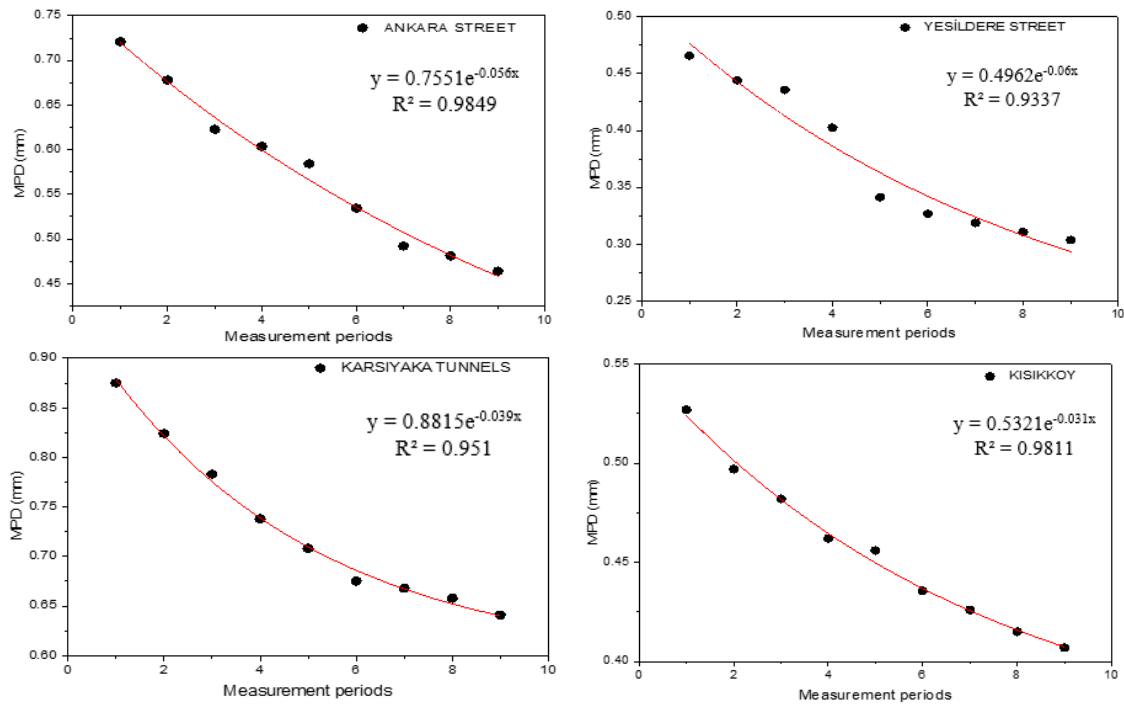 ANKARA STREET
y = 0.7551e^-0.056x
R² = 0.9849
MPD (mm)
0.75
0.70
0.65
0.60
0.55
0.50
0.45
0 2 4 6 8 10
Measurement periods
YESİLDERE STREET
y = 0.4962e^-0.06x
R² = 0.9337
MPD (mm)
0.50
0.45
0.40
0.35
0.30
0.25
0 2 4 6 8 10
Measurement periods
KARSIYAKA TUNNELS
y = 0.8815e^-0.039x
R² = 0.951
MPD (mm)
0.90
0.85
0.80
0.75
0.70
0.65
0.60
0 2 4 6 8 10
Measurement periods
KISIKKOY
y = 0.5321e^-0.031x
R² = 0.9811
MPD (mm)
0.55
0.50
0.45
0.40
0 2 4 6 8 10
Measurement periods